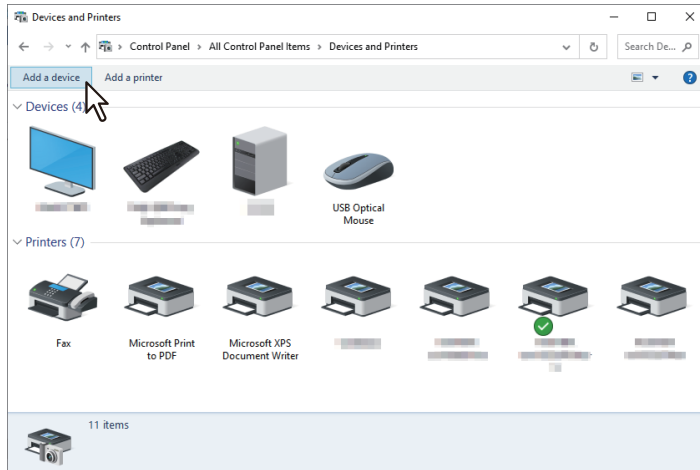 Devices and Printers
Control Panel > All Control Panel Items > Devices and Printers
Search De...
Add a device Add a printer
Devices (4)
USB Optical
Mouse
Printers (7)
Fax
Microsoft Print
to PDF
Microsoft XPS
Document Writer
11 items